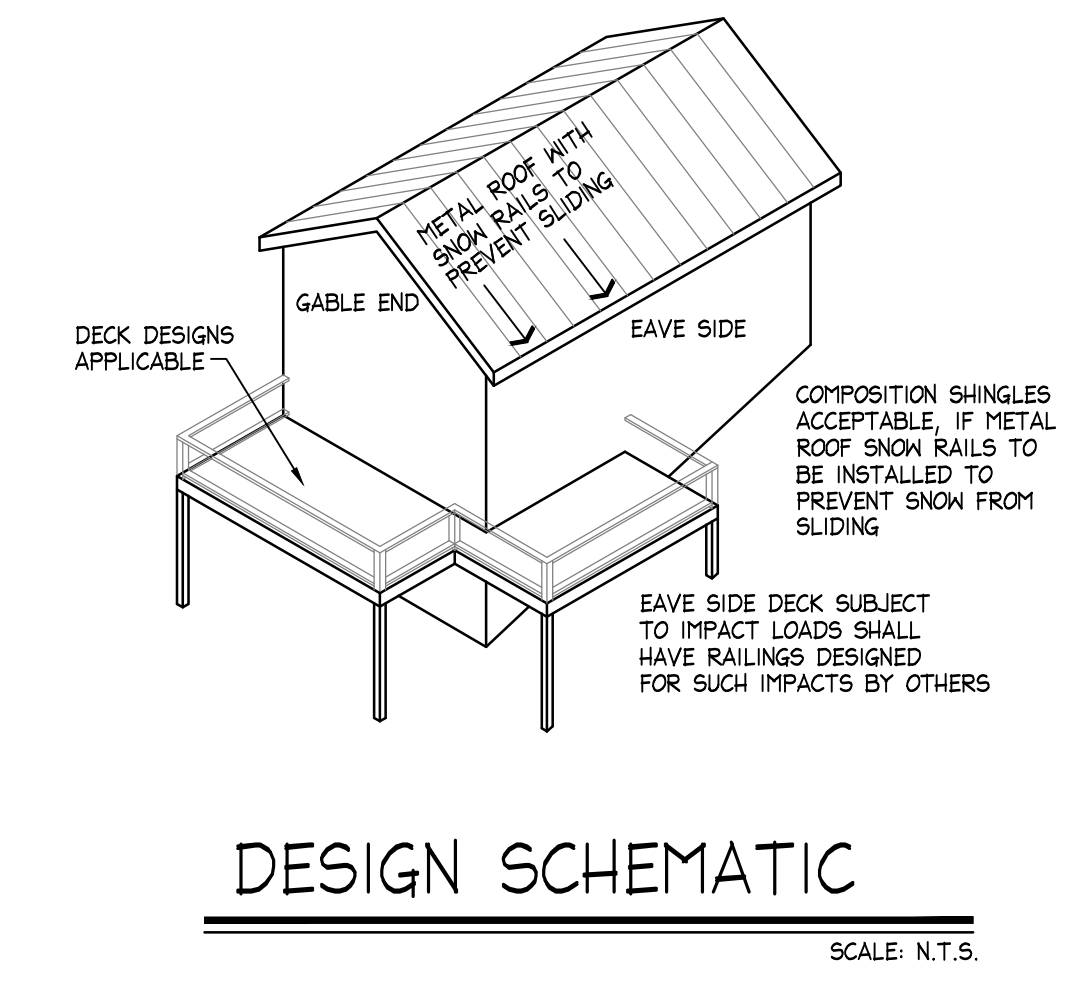 METAL ROOF WITH
SNOW RAILS TO
PREVENT SLIDING
GABLE END
EAVE SIDE
DECK DESIGNS
APPLICABLE
COMPOSITION SHINGLES
ACCEPTABLE, IF METAL
ROOF SNOW RAILS TO
BE INSTALLED TO
PREVENT SNOW FROM
SLIDING
EAVE SIDE DECK SUBJECT
TO IMPACT LOADS SHALL
HAVE RAILINGS DESIGNED
FOR SUCH IMPACTS BY OTHERS
DESIGN SCHEMATIC
SCALE: N.T.S.